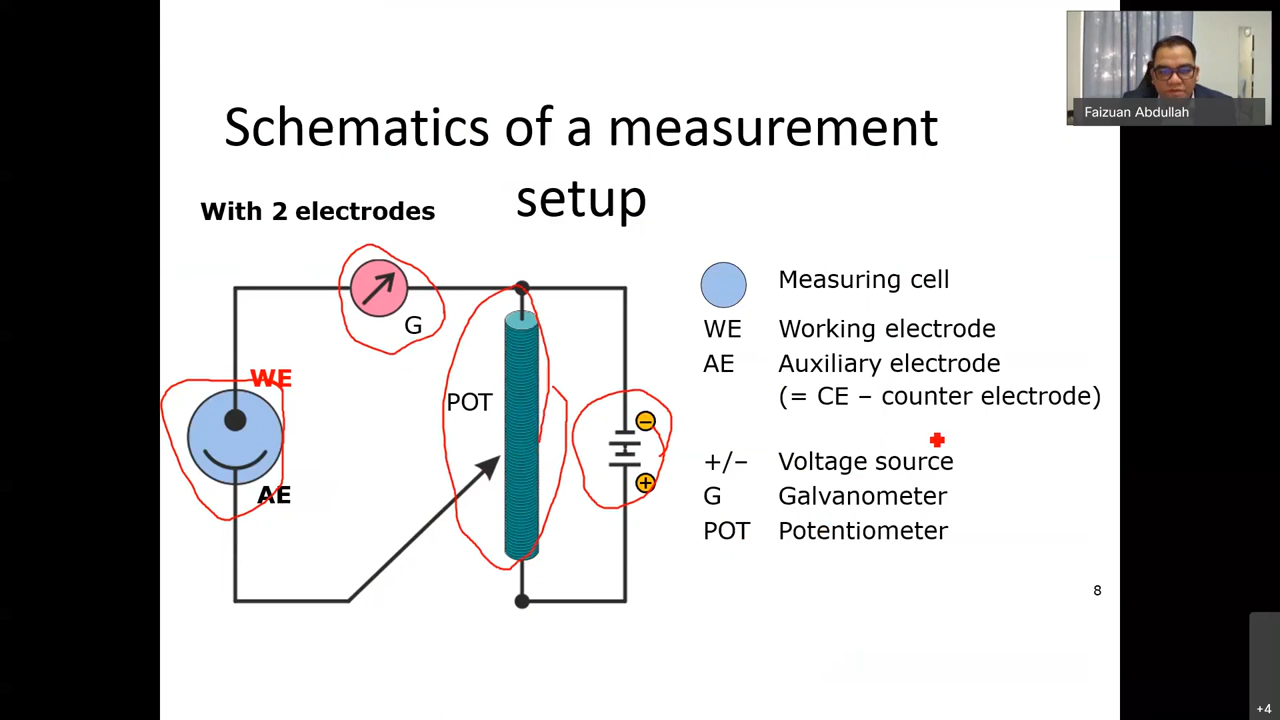 Schematics of a measurement
setup
With 2 electrodes
G
WE
POT
AE
−
+
Measuring cell
WE Working electrode
AE Auxiliary electrode
(= CE – counter electrode)
+/– Voltage source
G Galvanometer
POT Potentiometer
8
Faizuan Abdullah
+4